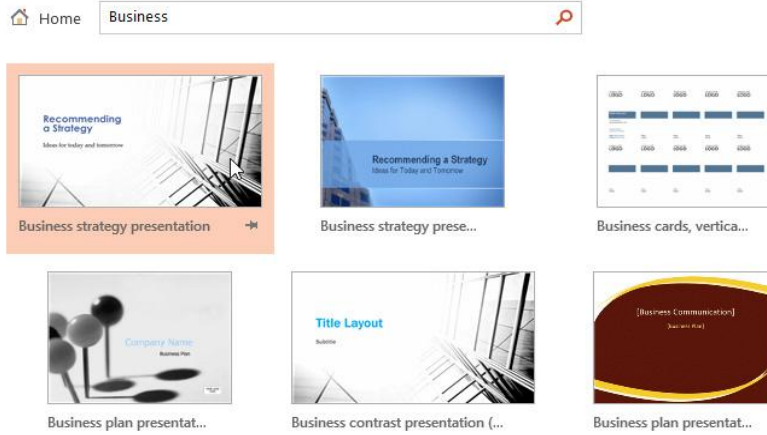 Home
Business
Recommending
a Strategy
Ideas for today and tomorrow
Business strategy presentation
Recommending a Strategy
Ideas for Today and Tomorrow
Business strategy prese...
Business cards, vertica...
Company Name
Business Plan
Business plan presentat...
Title Layout
Subtitle
Business contrast presentation (...
[Business Communication]
[Business Plan]
Business plan presentat...